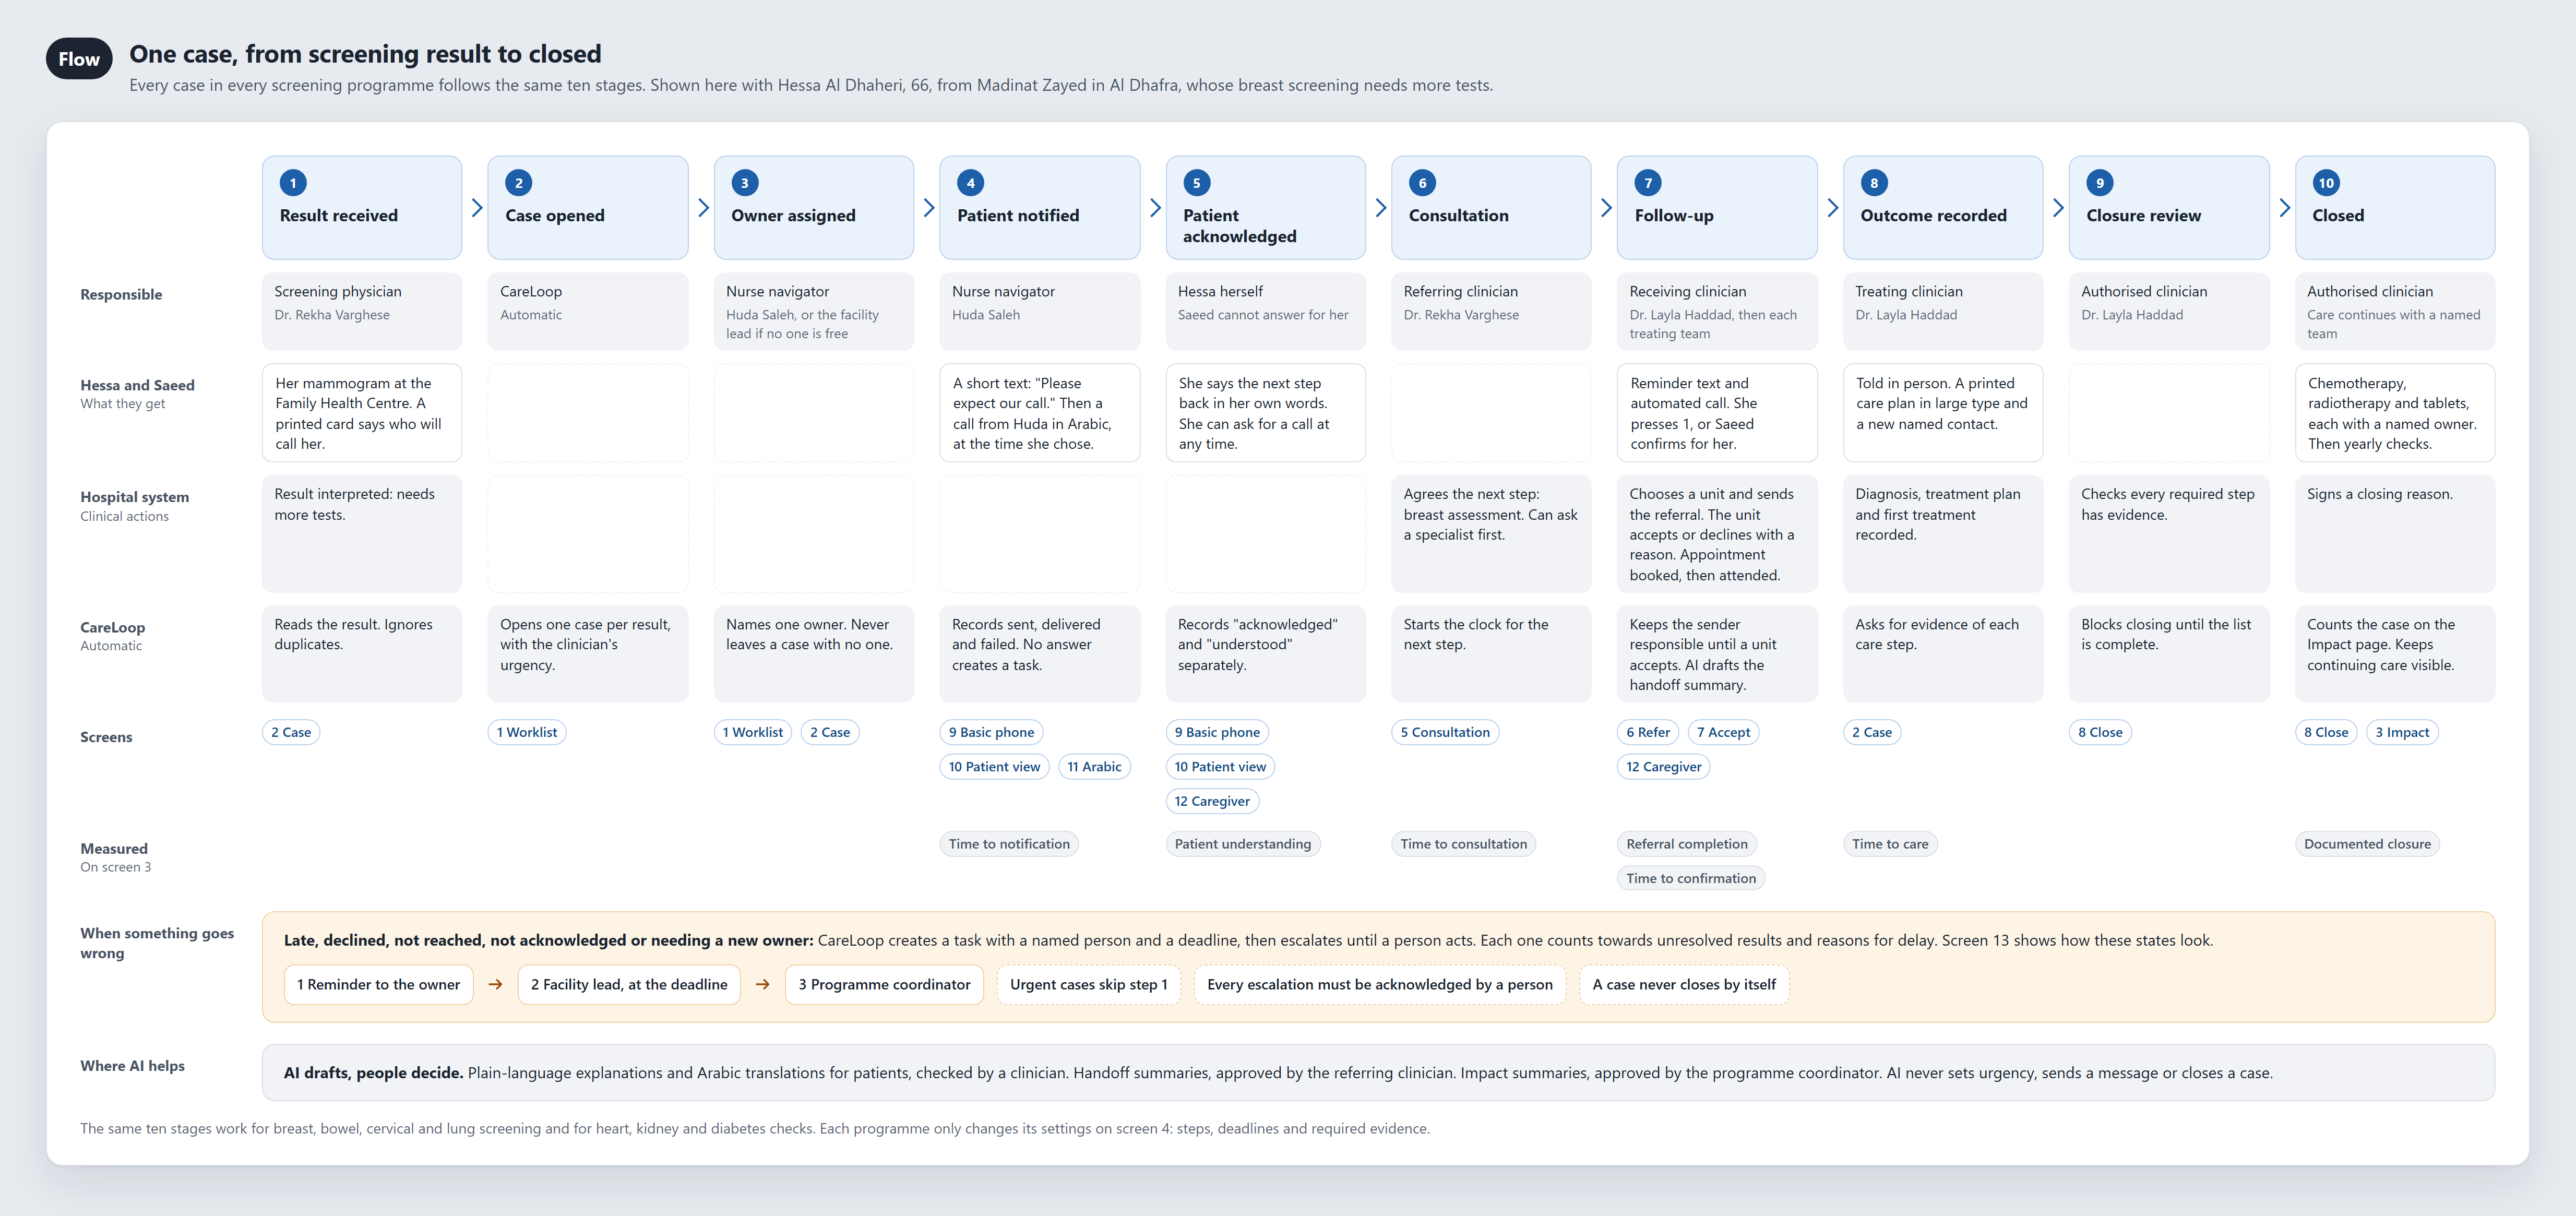 Flow
One case, from screening result to closed
Every case in every screening programme follows the same ten stages. Shown here with Hessa Al Dhaheri, 66, from Madinat Zayed in Al Dhafra, whose breast screening needs more tests.
1
Result received
2
Case opened
3
Owner assigned
4
Patient notified
5
Patient
acknowledged
6
Consultation
7
Follow-up
8
Outcome recorded
9
Closure review
10
Closed
Responsible
Screening physician
Dr. Rekha Varghese
CareLoop
Automatic
Nurse navigator
Huda Saleh, or the facility
lead if no one is free
Nurse navigator
Huda Saleh
Hessa herself
Saeed cannot answer for her
Referring clinician
Dr. Rekha Varghese
Receiving clinician
Dr. Layla Haddad, then each
treating team
Treating clinician
Dr. Layla Haddad
Authorised clinician
Dr. Layla Haddad
Authorised clinician
Care continues with a named
team
Hessa and Saeed
What they get
Her mammogram at the
Family Health Centre. A
printed card says who will
call her.
A short text: "Please
expect our call." Then a
call from Huda in Arabic,
at the time she chose.
She says the next step
back in her own words.
She can ask for a call at
any time.
Reminder text and
automated call. She
presses 1, or Saeed
confirms for her.
Told in person. A printed
care plan in large type and
a new named contact.
Chemotherapy,
radiotherapy and tablets,
each with a named owner.
Then yearly checks.
Hospital system
Clinical actions
Result interpreted: needs
more tests.
Agrees the next step:
breast assessment. Can ask
a specialist first.
Chooses a unit and sends
the referral. The unit
accepts or declines with a
reason. Appointment
booked, then attended.
Diagnosis, treatment plan
and first treatment
recorded.
Checks every required step
has evidence.
Signs a closing reason.
CareLoop
Automatic
Reads the result. Ignores
duplicates.
Opens one case per result,
with the clinician's
urgency.
Names one owner. Never
leaves a case with no one.
Records sent, delivered
and failed. No answer
creates a task.
Records "acknowledged"
and "understood"
separately.
Starts the clock for the
next step.
Keeps the sender
responsible until a unit
accepts. AI drafts the
handoff summary.
Asks for evidence of each
care step.
Blocks closing until the list
is complete.
Counts the case on the
Impact page. Keeps
continuing care visible.
Screens
2 Case
1 Worklist
1 Worklist 2 Case
9 Basic phone
10 Patient view 11 Arabic
9 Basic phone
10 Patient view
12 Caregiver
5 Consultation
6 Refer 7 Accept
12 Caregiver
2 Case
8 Close
8 Close 3 Impact
Measured
On screen 3
Time to notification
Patient understanding
Time to consultation
Referral completion
Time to confirmation
Time to care
Documented closure
When something goes
wrong
Late, declined, not reached, not acknowledged or needing a new owner: CareLoop creates a task with a named person and a deadline, then escalates until a person acts. Each one counts towards unresolved results and reasons for delay. Screen 13 shows how these states look.
1 Reminder to the owner → 2 Facility lead, at the deadline → 3 Programme coordinator Urgent cases skip step 1 Every escalation must be acknowledged by a person A case never closes by itself
Where AI helps
AI drafts, people decide. Plain-language explanations and Arabic translations for patients, checked by a clinician. Handoff summaries, approved by the referring clinician. Impact summaries, approved by the programme coordinator. AI never sets urgency, sends a message or closes a case.
The same ten stages work for breast, bowel, cervical and lung screening and for heart, kidney and diabetes checks. Each programme only changes its settings on screen 4: steps, deadlines and required evidence.